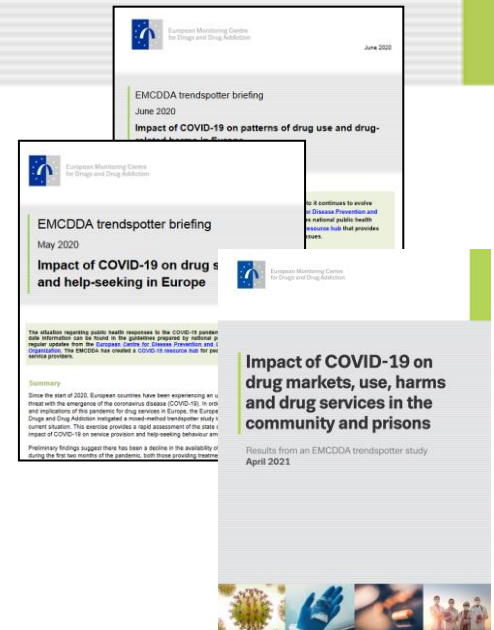 European Monitoring Centre
for Drugs and Drug Addiction
June 2020
EMCDDA trendspotter briefing
June 2020
Impact of COVID-19 on patterns of drug use and drug-
related harms in Europe
to it continues to evolve
for Disease Prevention and
es national public health
resource hub that provides
issues.
European Monitoring Centre
for Drugs and Drug Addiction
EMCDDA trendspotter briefing
May 2020
Impact of COVID-19 on drug s
and help-seeking in Europe
The situation regarding public health responses to the COVID-19 pandem
date information can be found in the guidelines prepared by national p
regular updates from the European Centre for Disease Prevention and C
Organization. The EMCDDA has created a COVID-19 resource hub for peo
service providers.
Summary
Since the start of 2020, European countries have been experiencing an u
threat with the emergence of the coronavirus disease (COVID-19). In ord
and implications of this pandemic for drug services in Europe, the Europe
Drugs and Drug Addiction instigated a mixed-method trendspotter study
current situation. This exercise provides a rapid assessment of the state o
impact of COVID-19 on service provision and help-seeking behaviour am
Preliminary findings suggest there has been a decline in the availability of
during the first two months of the pandemic, both those providing treatme
European Monitoring Centre
for Drugs and Drug Addiction
Impact of COVID-19 on
drug markets, use, harms
and drug services in the
community and prisons
Results from an EMCDDA trendspotter study
April 2021